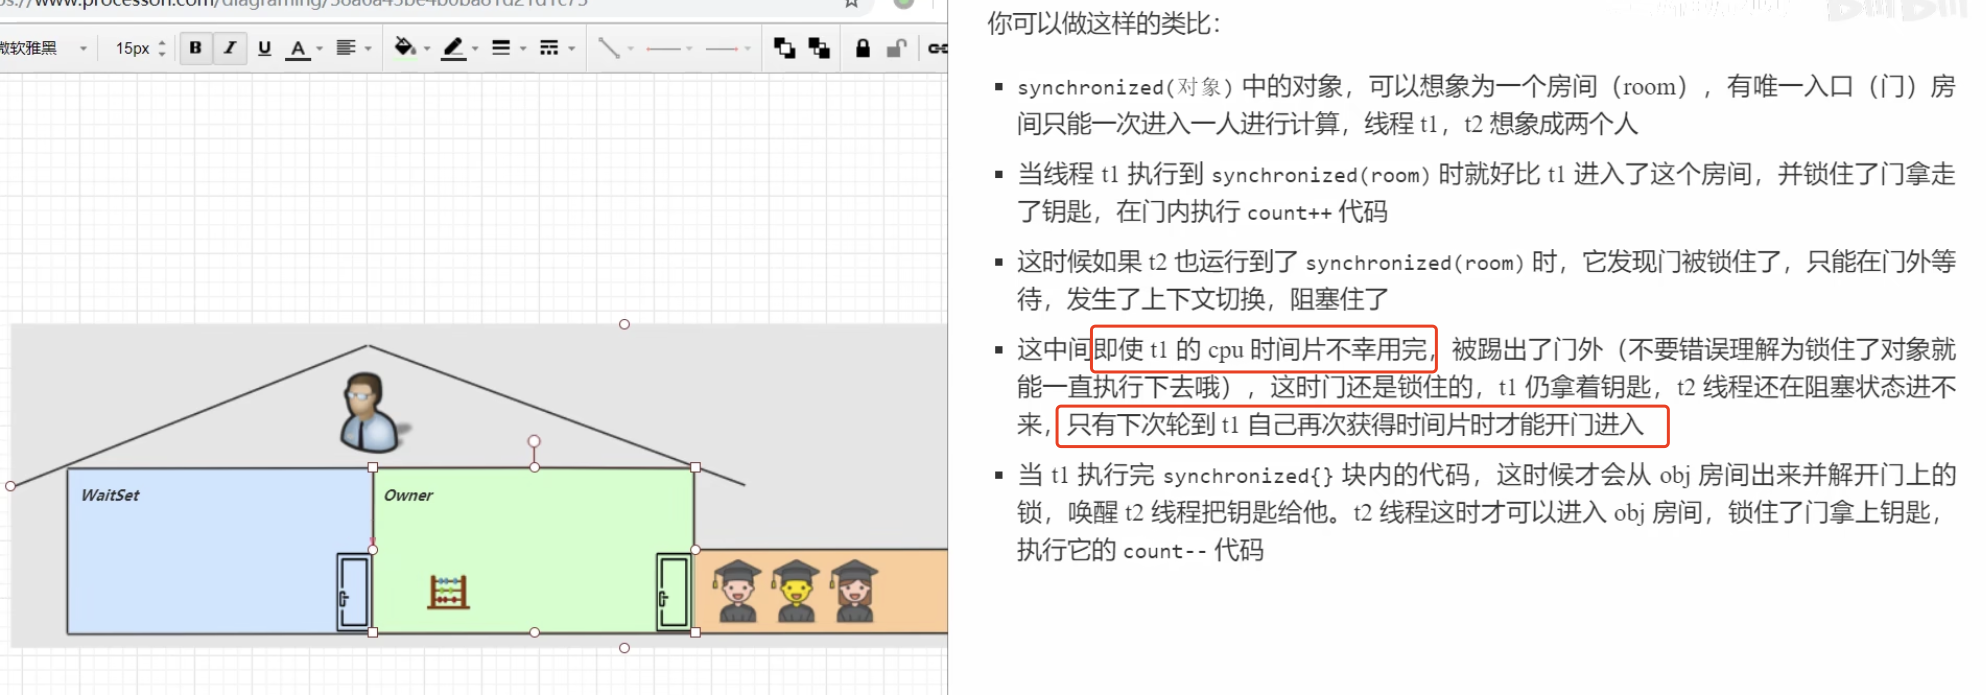 www.processon.com/diagraming/
微软雅黑 15px B I U A
WaitSet
Owner
你可以做这样的类比：
▪ synchronized(对象) 中的对象，可以想象为一个房间（room），有唯一入口（门）房
间只能一次进入一人进行计算，线程 t1，t2 想象成两个人
▪ 当线程 t1 执行到 synchronized(room) 时就好比 t1 进入了这个房间，并锁住了门拿走
了钥匙，在门内执行 count++ 代码
▪ 这时候如果 t2 也运行到了 synchronized(room) 时，它发现门被锁住了，只能在门外等
待，发生了上下文切换，阻塞住了
▪ 这中间即使 t1 的 cpu 时间片不幸用完，被踢出了门外（不要错误理解为锁住了对象就
能一直执行下去哦），这时门还是锁住的，t1 仍拿着钥匙，t2 线程还在阻塞状态进不
来，只有下次轮到 t1 自己再次获得时间片时才能开门进入
▪ 当 t1 执行完 synchronized{} 块内的代码，这时候才会从 obj 房间出来并解开门上的
锁，唤醒 t2 线程把钥匙给他。t2 线程这时才可以进入 obj 房间，锁住了门拿上钥匙，
执行它的 count-- 代码